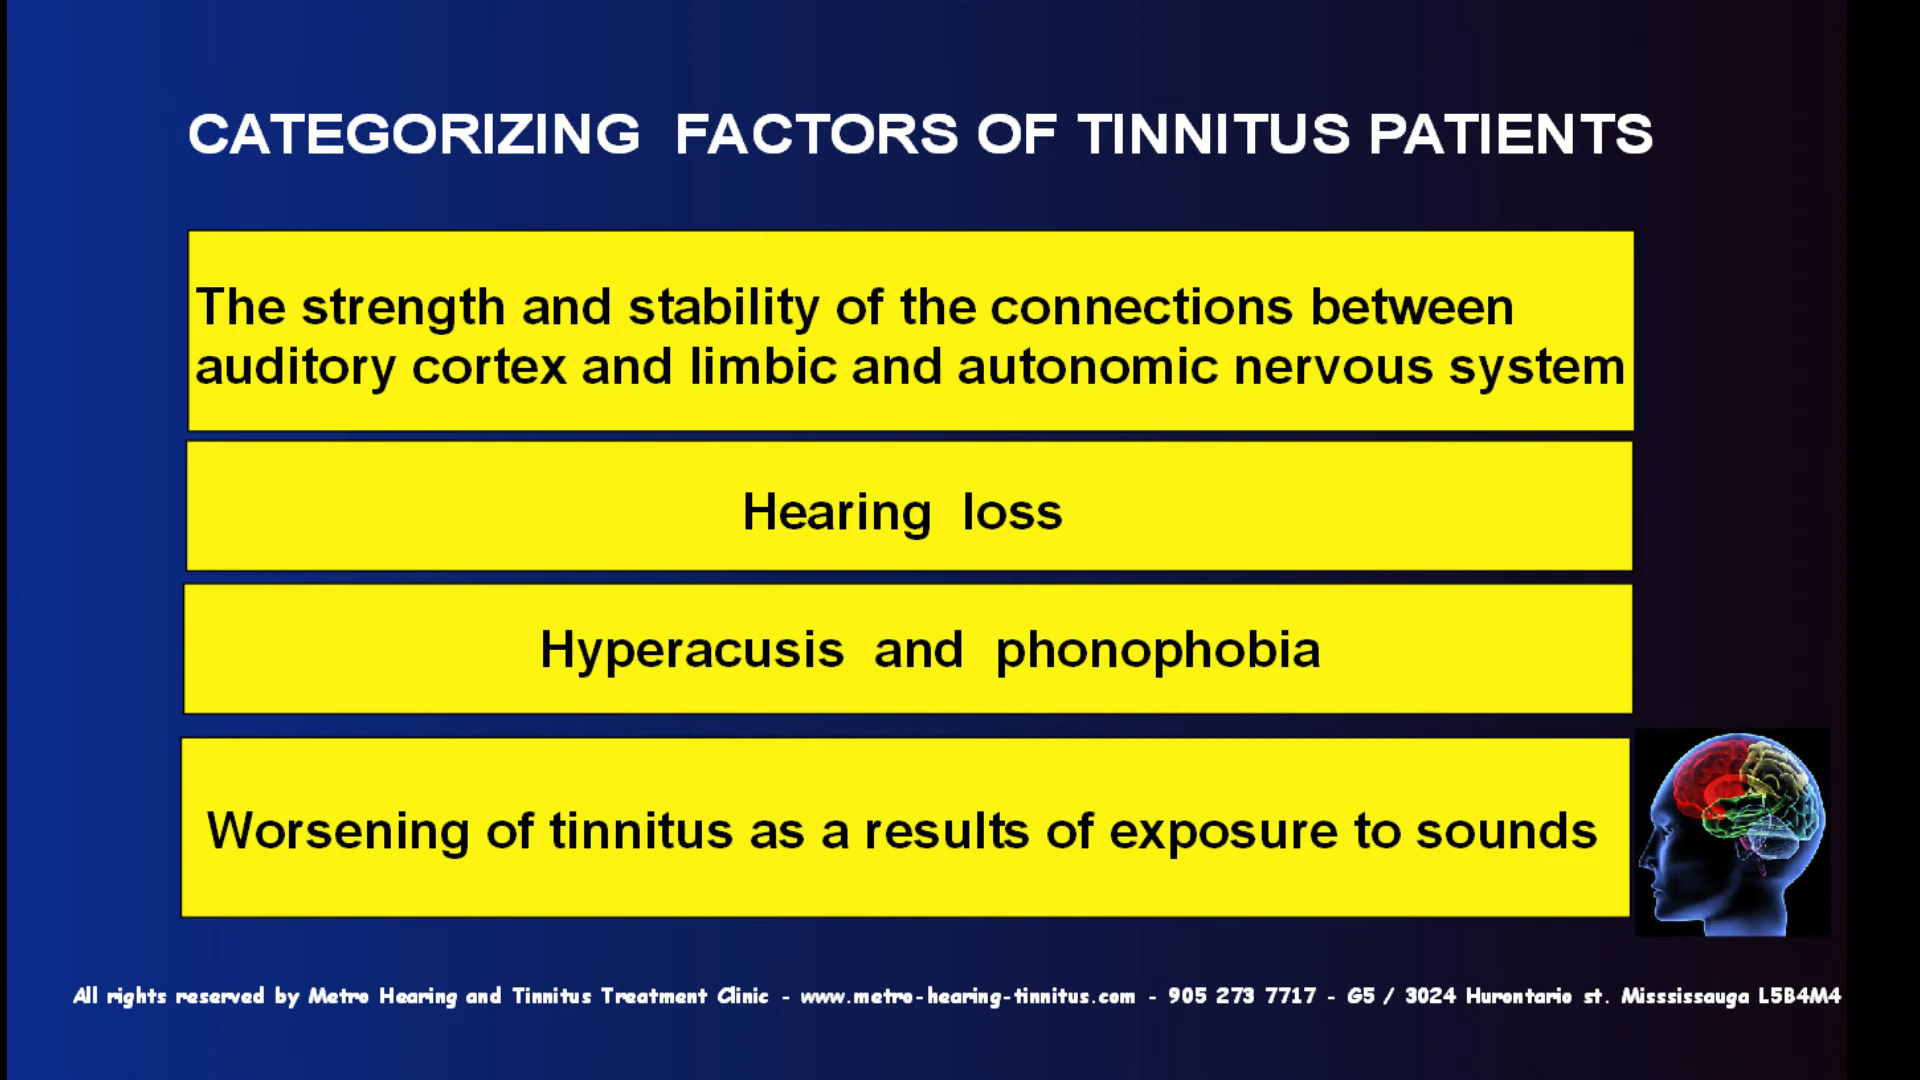 CATEGORIZING FACTORS OF TINNITUS PATIENTS
The strength and stability of the connections between
auditory cortex and limbic and autonomic nervous system
Hearing loss
Hyperacusis and phonophobia
Worsening of tinnitus as a results of exposure to sounds
All rights reserved by Metro Hearing and Tinnitus Treatment Clinic - www.metro-hearing-tinnitus.com - 905 273 7717 - G5 / 3024 Hurontario st. Misssissauga L5B4M4